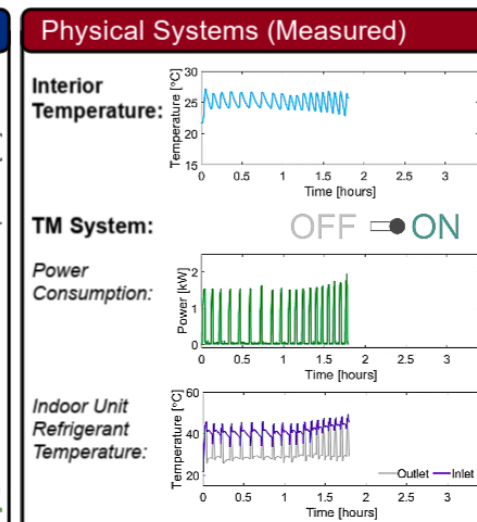 Physical Systems (Measured)
Interior
Temperature:
Temperature [°C]
30
25
20
15
0 0.5 1 1.5 2 2.5 3
Time [hours]
TM System:
OFF ON
Power
Consumption:
Power [kW]
2
1
0
0 0.5 1 1.5 2 2.5 3
Time [hours]
Indoor Unit
Refrigerant
Temperature:
Temperature [°C]
60
40
20
Outlet Inlet
0 0.5 1 1.5 2 2.5 3
Time [hours]